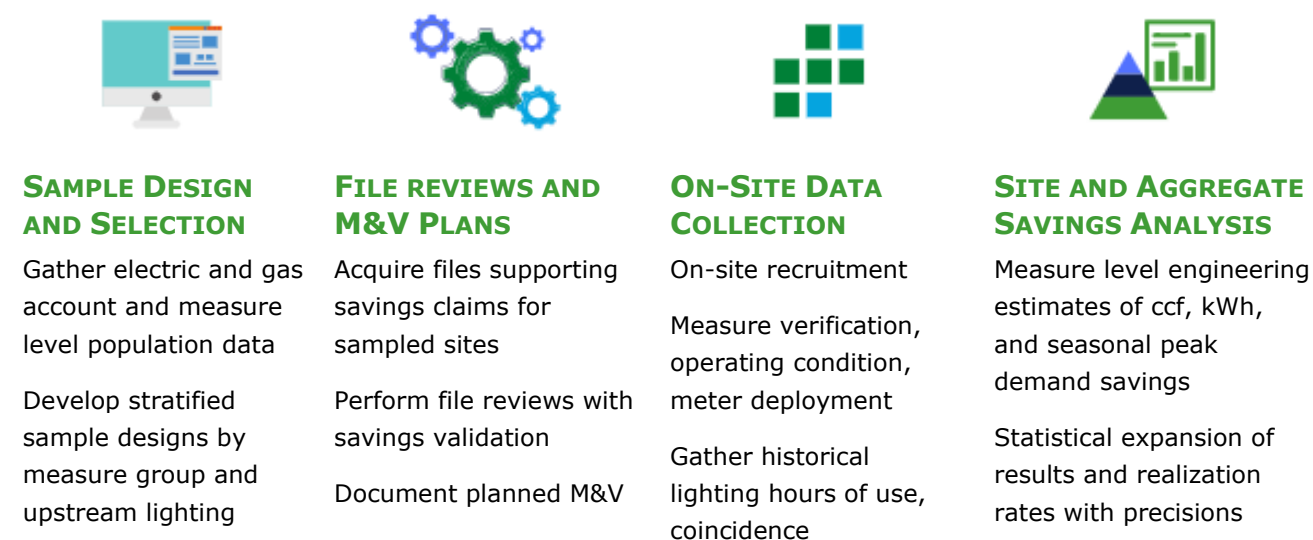 SAMPLE DESIGN
AND SELECTION
Gather electric and gas
account and measure
level population data
Develop stratified
sample designs by
measure group and
upstream lighting
FILE REVIEWS AND
M&V PLANS
Acquire files supporting
savings claims for
sampled sites
Perform file reviews with
savings validation
Document planned M&V
ON-SITE DATA
COLLECTION
On-site recruitment
Measure verification,
operating condition,
meter deployment
Gather historical
lighting hours of use,
coincidence
SITE AND AGGREGATE
SAVINGS ANALYSIS
Measure level engineering
estimates of ccf, kWh,
and seasonal peak
demand savings
Statistical expansion of
results and realization
rates with precisions